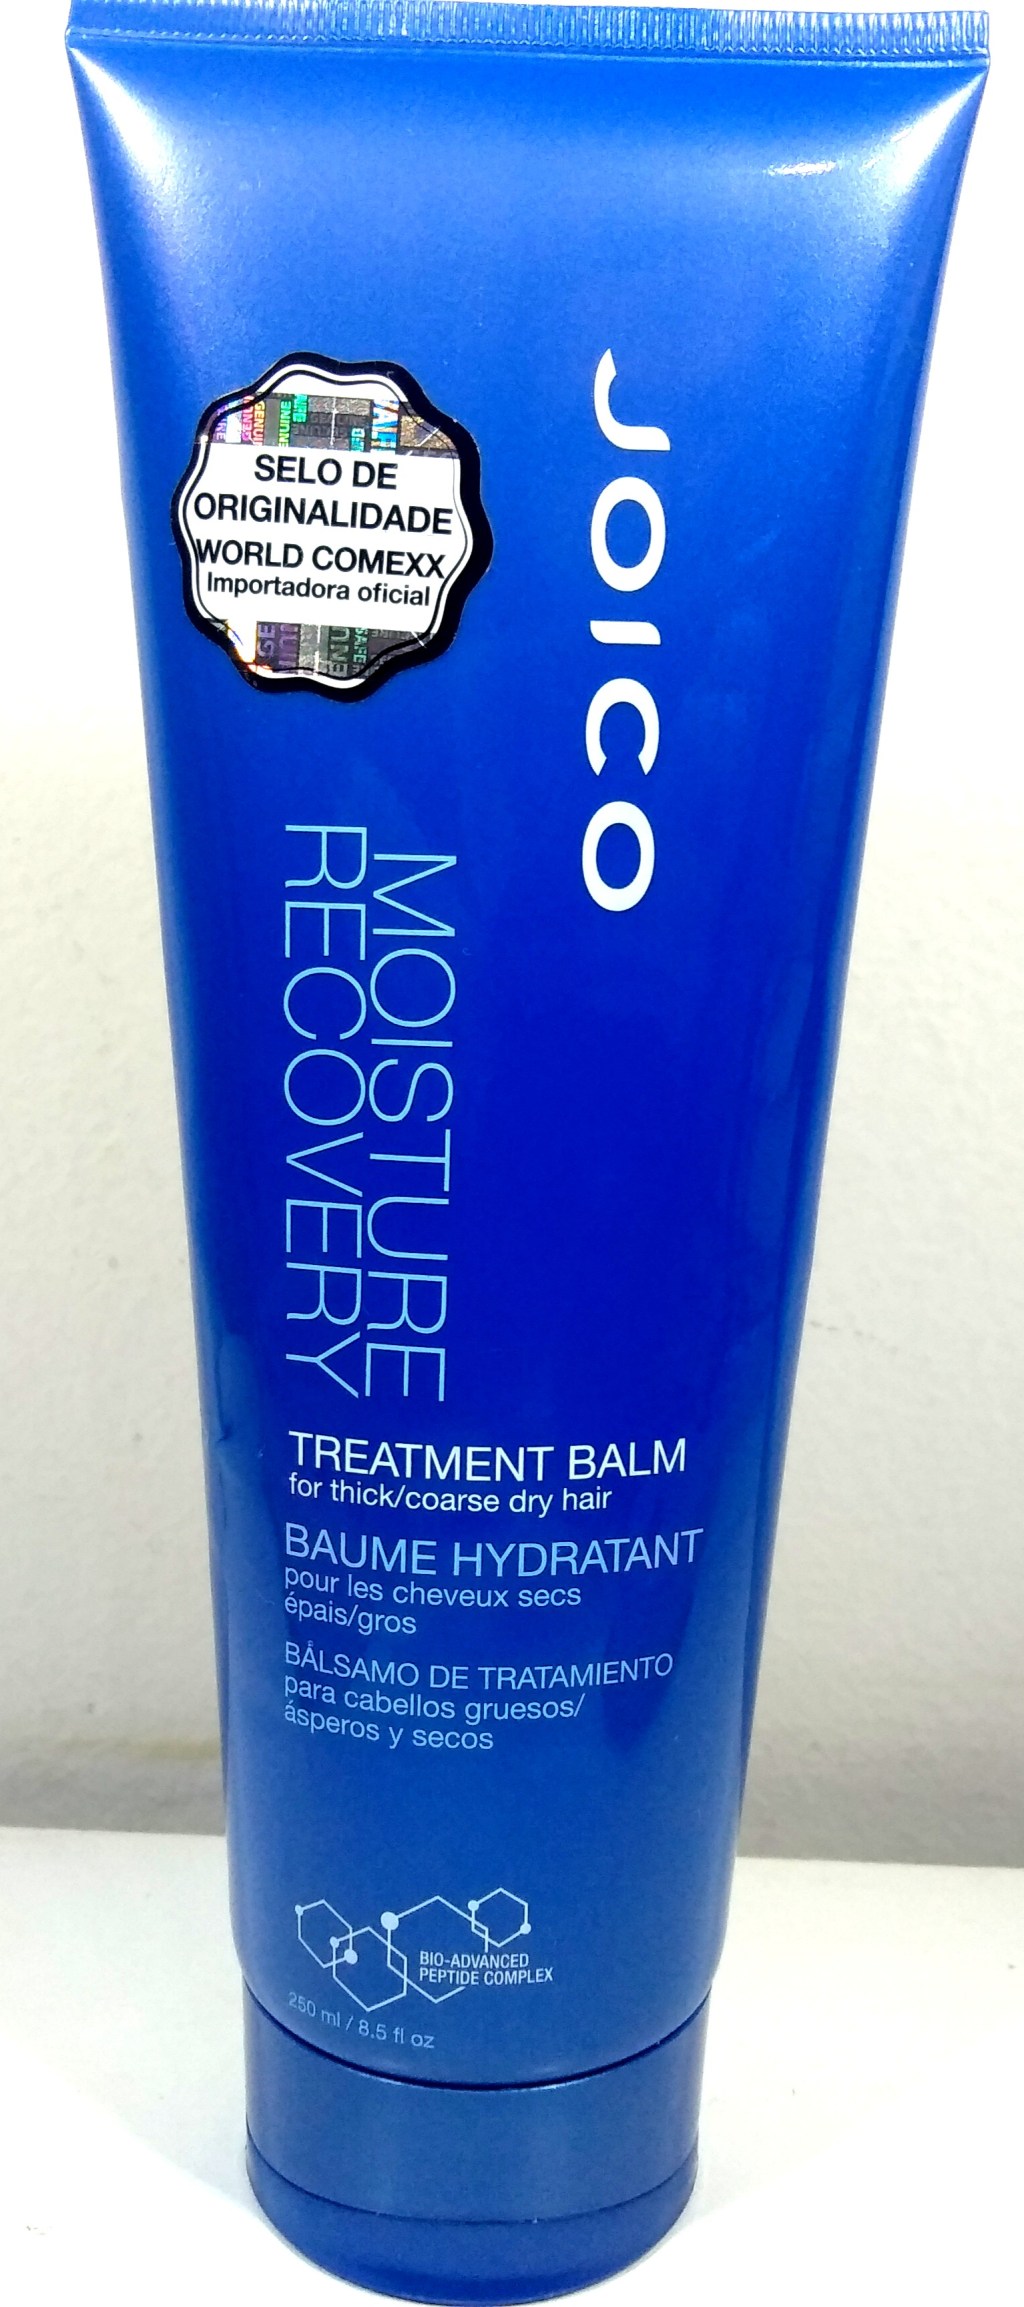 SELO DE
ORIGINALIDADE
WORLD COMEXX
Importadora oficial
JOICO
MOISTURE
RECOVERY
TREATMENT BALM
for thick/coarse dry hair
BAUME HYDRATANT
pour les cheveux secs
épais/gros
BÁLSAMO DE TRATAMIENTO
para cabellos gruesos/
ásperos y secos
BIO-ADVANCED
PEPTIDE COMPLEX
250 ml / 8.5 fl oz